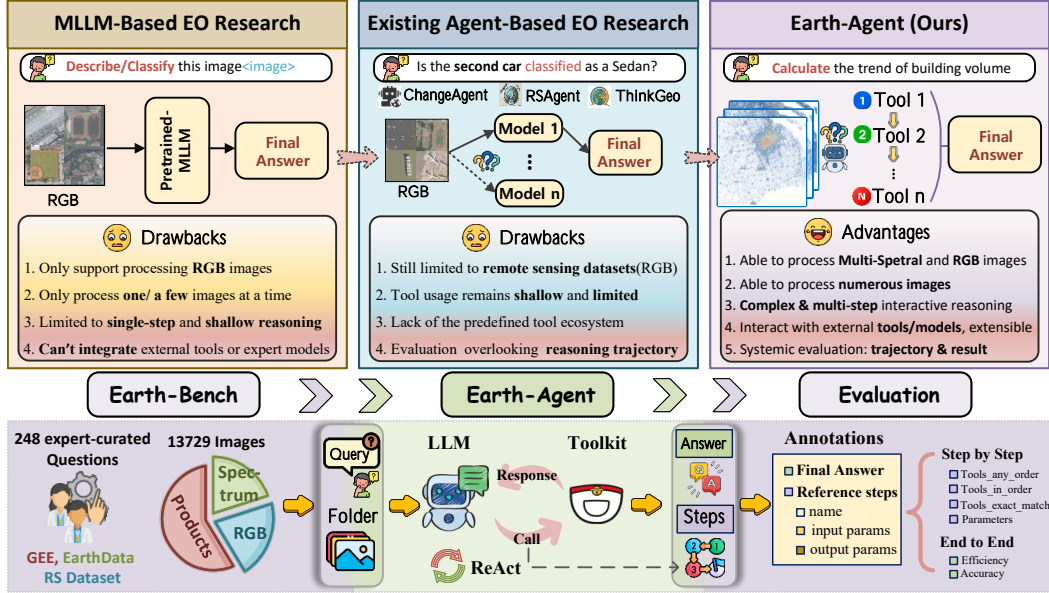 MLLM-Based EO Research
Describe/Classify this image<image>
RGB
Pretrained-
MLLM
Final
Answer
Drawbacks
1. Only support processing RGB images
2. Only process one/ a few images at a time
3. Limited to single-step and shallow reasoning
4. Can't integrate external tools or expert models
Existing Agent-Based EO Research
Is the second car classified as a Sedan?
ChangeAgent
RSAgent
ThinkGeo
RGB
Model 1
Model n
Final
Answer
Drawbacks
1. Still limited to remote sensing datasets(RGB)
2. Tool usage remains shallow and limited
3. Lack of the predefined tool ecosystem
4. Evaluation overlooking reasoning trajectory
Earth-Agent (Ours)
Calculate the trend of building volume
1 Tool 1
2 Tool 2
N Tool n
Final
Answer
Advantages
1. Able to process Multi-Spetral and RGB images
2. Able to process numerous images
3. Complex & multi-step interactive reasoning
4. Interact with external tools/models, extensible
5. Systemic evaluation: trajectory & result
Earth-Bench
Earth-Agent
Evaluation
248 expert-curated
Questions
GEE, EarthData
RS Dataset
13729 Images
Spec-
trum
Products
RGB
Query
Folder
LLM
Toolkit
Response
Call
ReAct
Answer
Q
A
Steps
1
2
3
Annotations
Final Answer
Reference steps
name
input params
output params
Step by Step
Tools_any_order
Tools_in_order
Tools_exact_match
Parameters
End to End
Efficiency
Accuracy